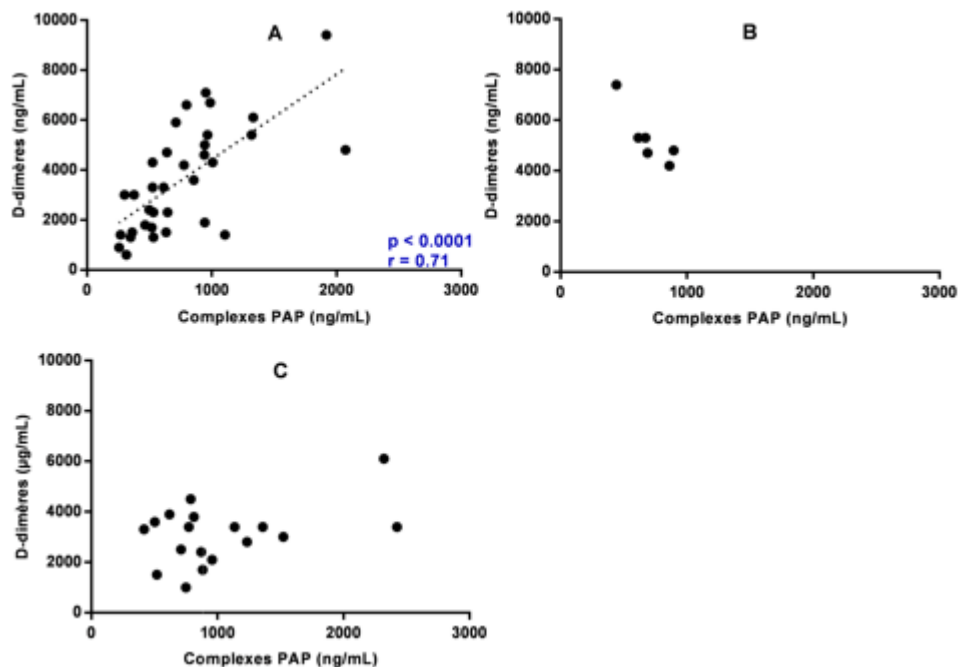 A
D-dimères (ng/mL)
10000
8000
6000
4000
2000
0
p < 0.0001
r = 0.71
0 1000 2000 3000
Complexes PAP (ng/mL)
B
D-dimères (ng/mL)
10000
8000
6000
4000
2000
0
0 1000 2000 3000
Complexes PAP (ng/mL)
C
D-dimères (µg/mL)
10000
8000
6000
4000
2000
0
0 1000 2000 3000
Complexes PAP (ng/mL)